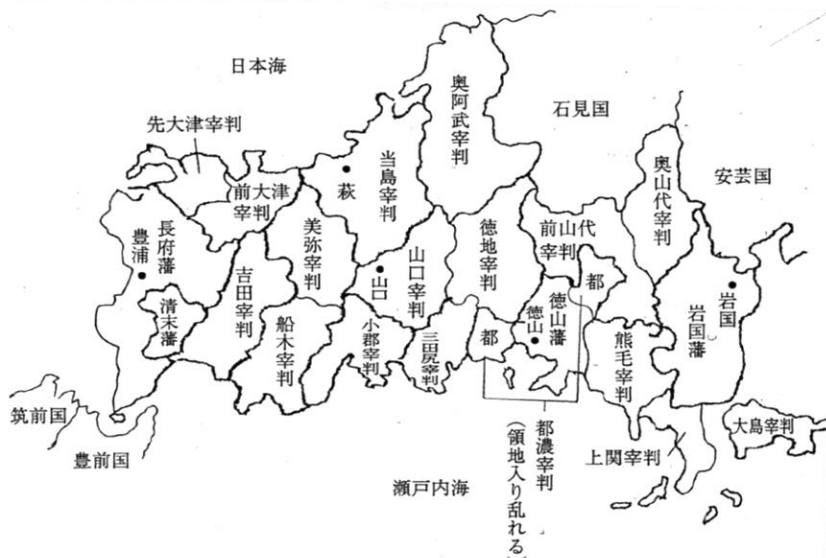 日本海
奥阿武宰判
石見国
先大津宰判
当島宰判
萩
奥山代宰判
安芸国
前大津
宰判
長府藩
豊浦
美弥宰判
徳地宰判
前山代
宰判
吉田宰判
山口宰判
山口
都
岩国
岩国藩
清末藩
船木宰判
小郡宰判
三田尻宰判
都
徳山藩
徳山
熊毛宰判
筑前国
豊前国
大島宰判
上関宰判
瀬戸内海
都濃宰判
(領地入り乱れる)